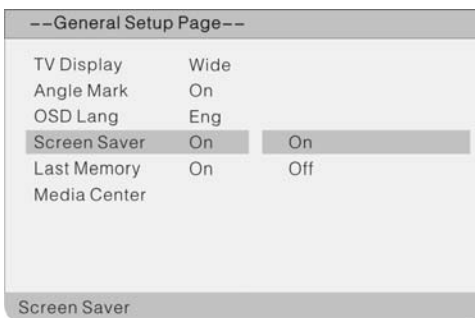 --General Setup Page--
TV Display Wide
Angle Mark On
OSD Lang Eng
Screen Saver On On
Last Memory On Off
Media Center
Screen Saver